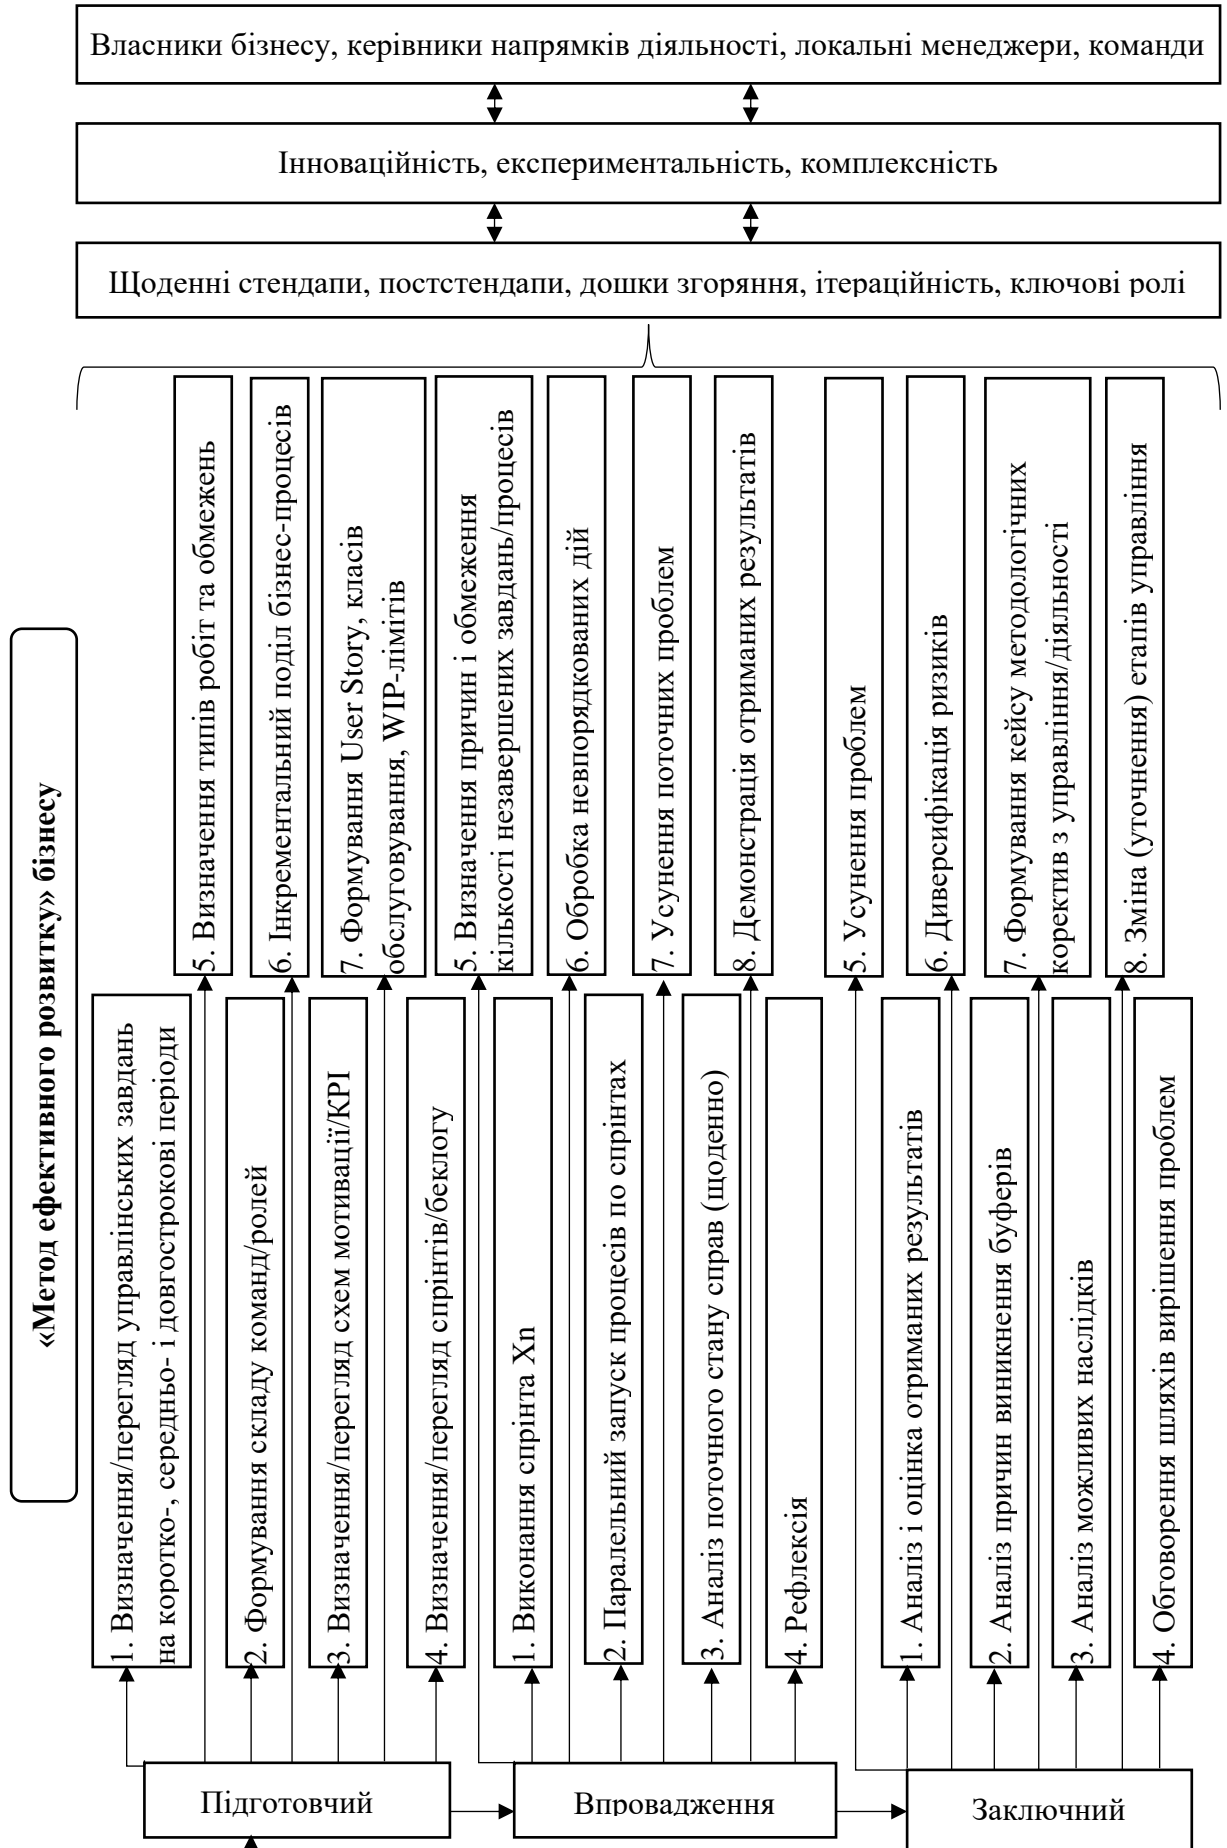 «Метод ефективного розвитку» бізнесу
Власники бізнесу, керівники напрямків діяльності, локальні менеджери, команди
Інноваційність, експериментальність, комплексність
Щоденні стендапи, постстендапи, дошки згоряння, ітераційність, ключові ролі
Підготовчий
1. Визначення/перегляд управлінських завдань
на коротко-, середньо- і довгострокові періоди
2. Формування складу команд/ролей
3. Визначення/перегляд схем мотивації/KPI
4. Визначення/перегляд спрінтів/беклогу
5. Визначення типів робіт та обмежень
6. Інкрементальний поділ бізнес-процесів
7. Формування User Story, класів
обслуговування, WIP-лімітів
Впровадження
1. Виконання спрінта Xn
2. Паралельний запуск процесів по спрінтах
3. Аналіз поточного стану справ (щоденно)
4. Рефлексія
5. Визначення причин і обмеження
кількості незавершених завдань/процесів
6. Обробка невпорядкованих дій
7. Усунення поточних проблем
8. Демонстрація отриманих результатів
Заключний
1. Аналіз і оцінка отриманих результатів
2. Аналіз причин виникнення буферів
3. Аналіз можливих наслідків
4. Обговорення шляхів вирішення проблем
5. Усунення проблем
6. Диверсифікація ризиків
7. Формування кейсу методологічних
коректив з управління/діяльності
8. Зміна (уточнення) етапів управління